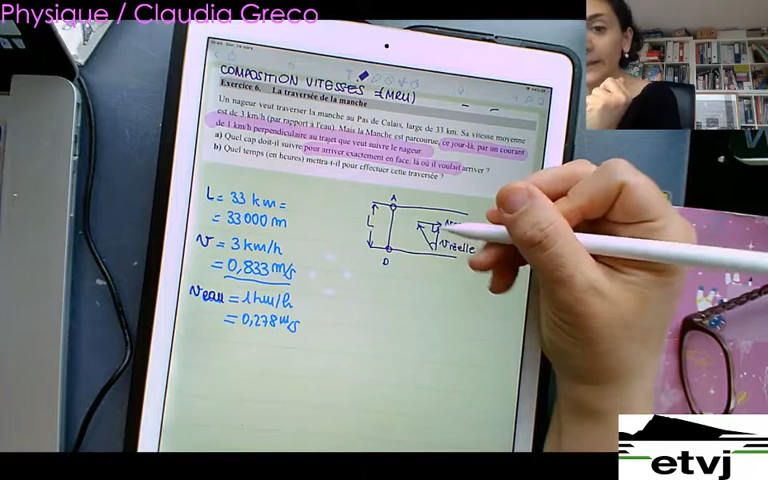 Physique / Claudia Greco
COMPOSITION VITESSES (MRU)
Exercice 6. La traversée de la manche
Un nageur veut traverser la manche au Pas de Calais, large de 33 km. Sa vitesse moyenne
est de 3 km/h (par rapport à l'eau). Mais la Manche est parcourue, ce jour-là, par un courant
de 1 km/h perpendiculaire au trajet que veut suivre le nageur.
a) Quel cap doit-il suivre pour arriver exactement en face, là où il voulait arriver ?
b) Quel temps (en heures) mettra-t-il pour effectuer cette traversée ?
L = 33 km =
= 33 000 m
v = 3 km/h
= 0,833 m/s
v eau = 1 km/h
= 0,278 m/s
A
L
v réelle
D
etvj